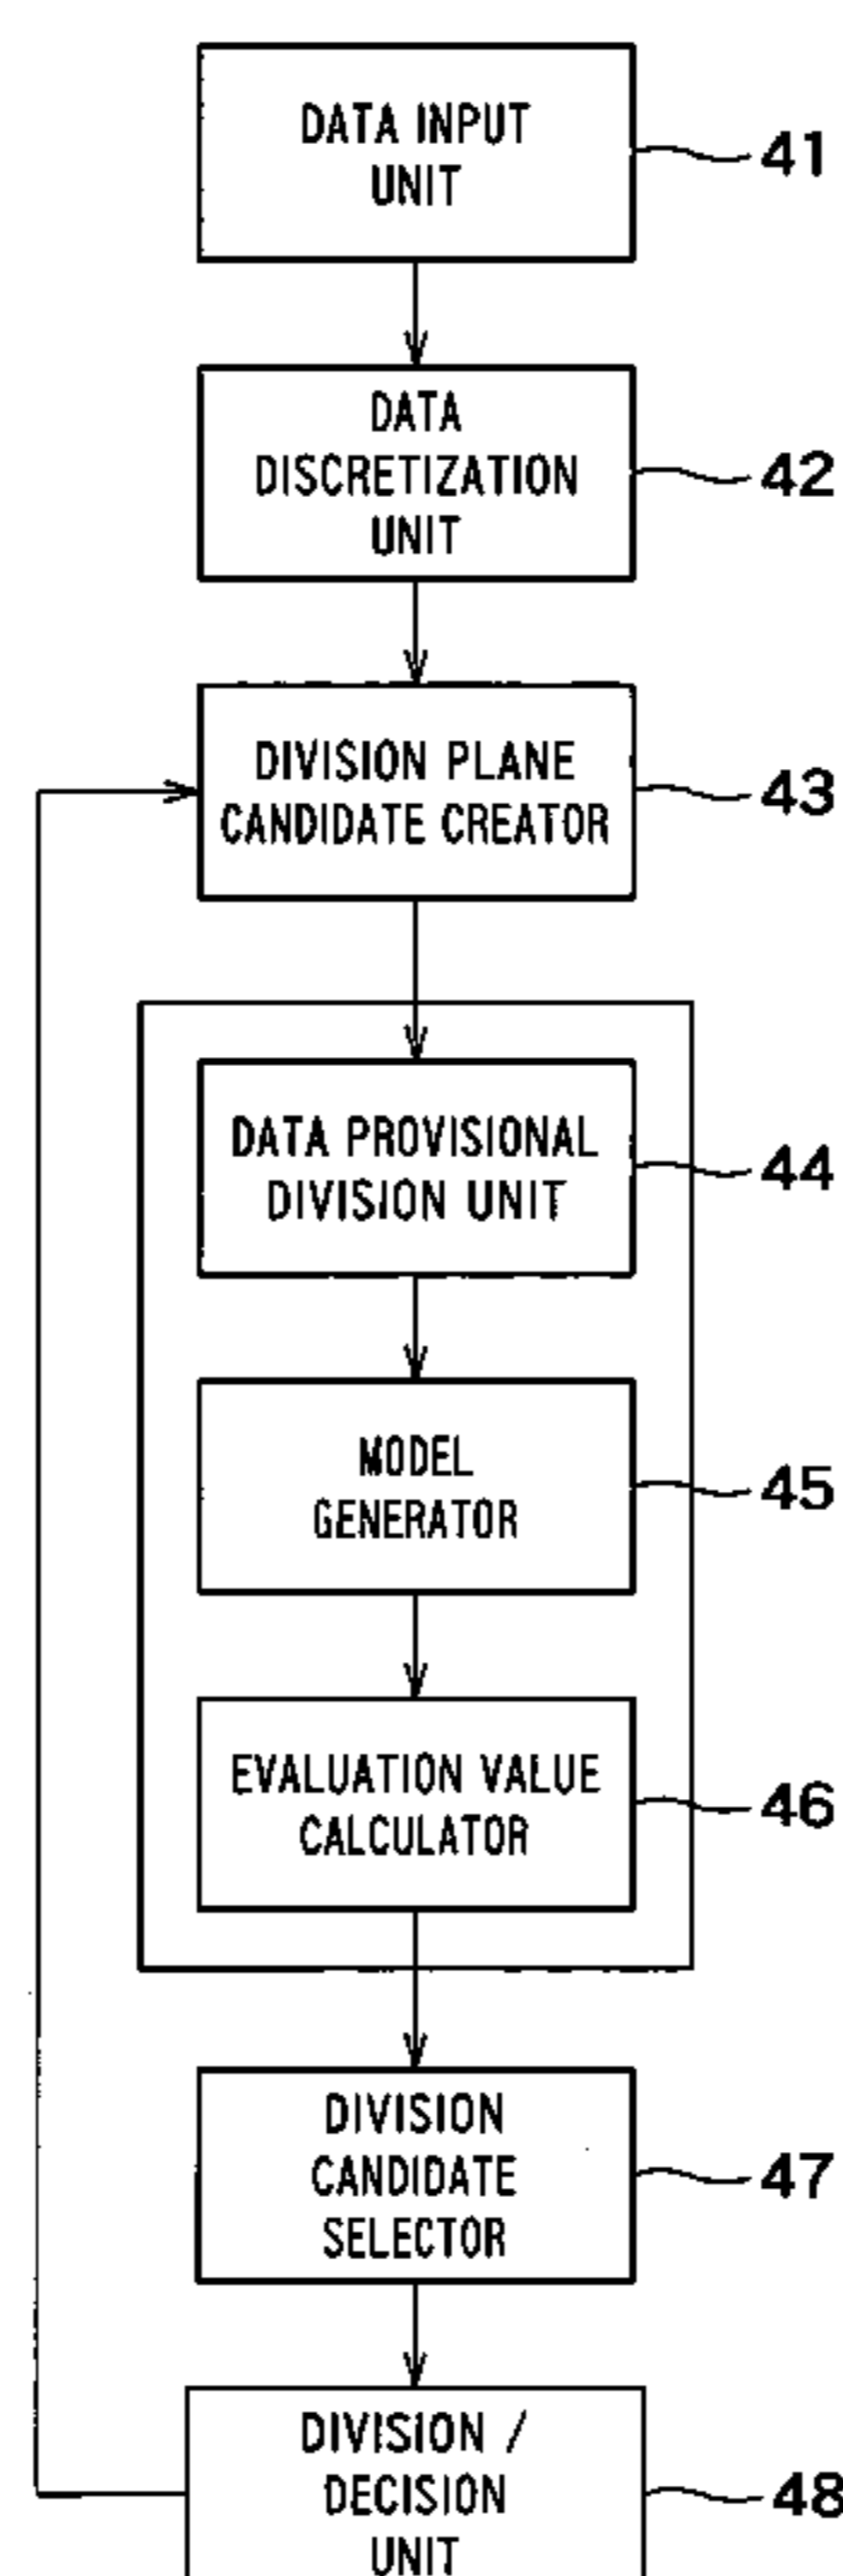 DATA INPUT
UNIT
41
DATA
DISCRETIZATION
UNIT
42
DIVISION PLANE
CANDIDATE CREATOR
43
DATA PROVISIONAL
DIVISION UNIT
44
MODEL
GENERATOR
45
EVALUATION VALUE
CALCULATOR
46
DIVISION
CANDIDATE
SELECTOR
47
DIVISION /
DECISION
UNIT
48